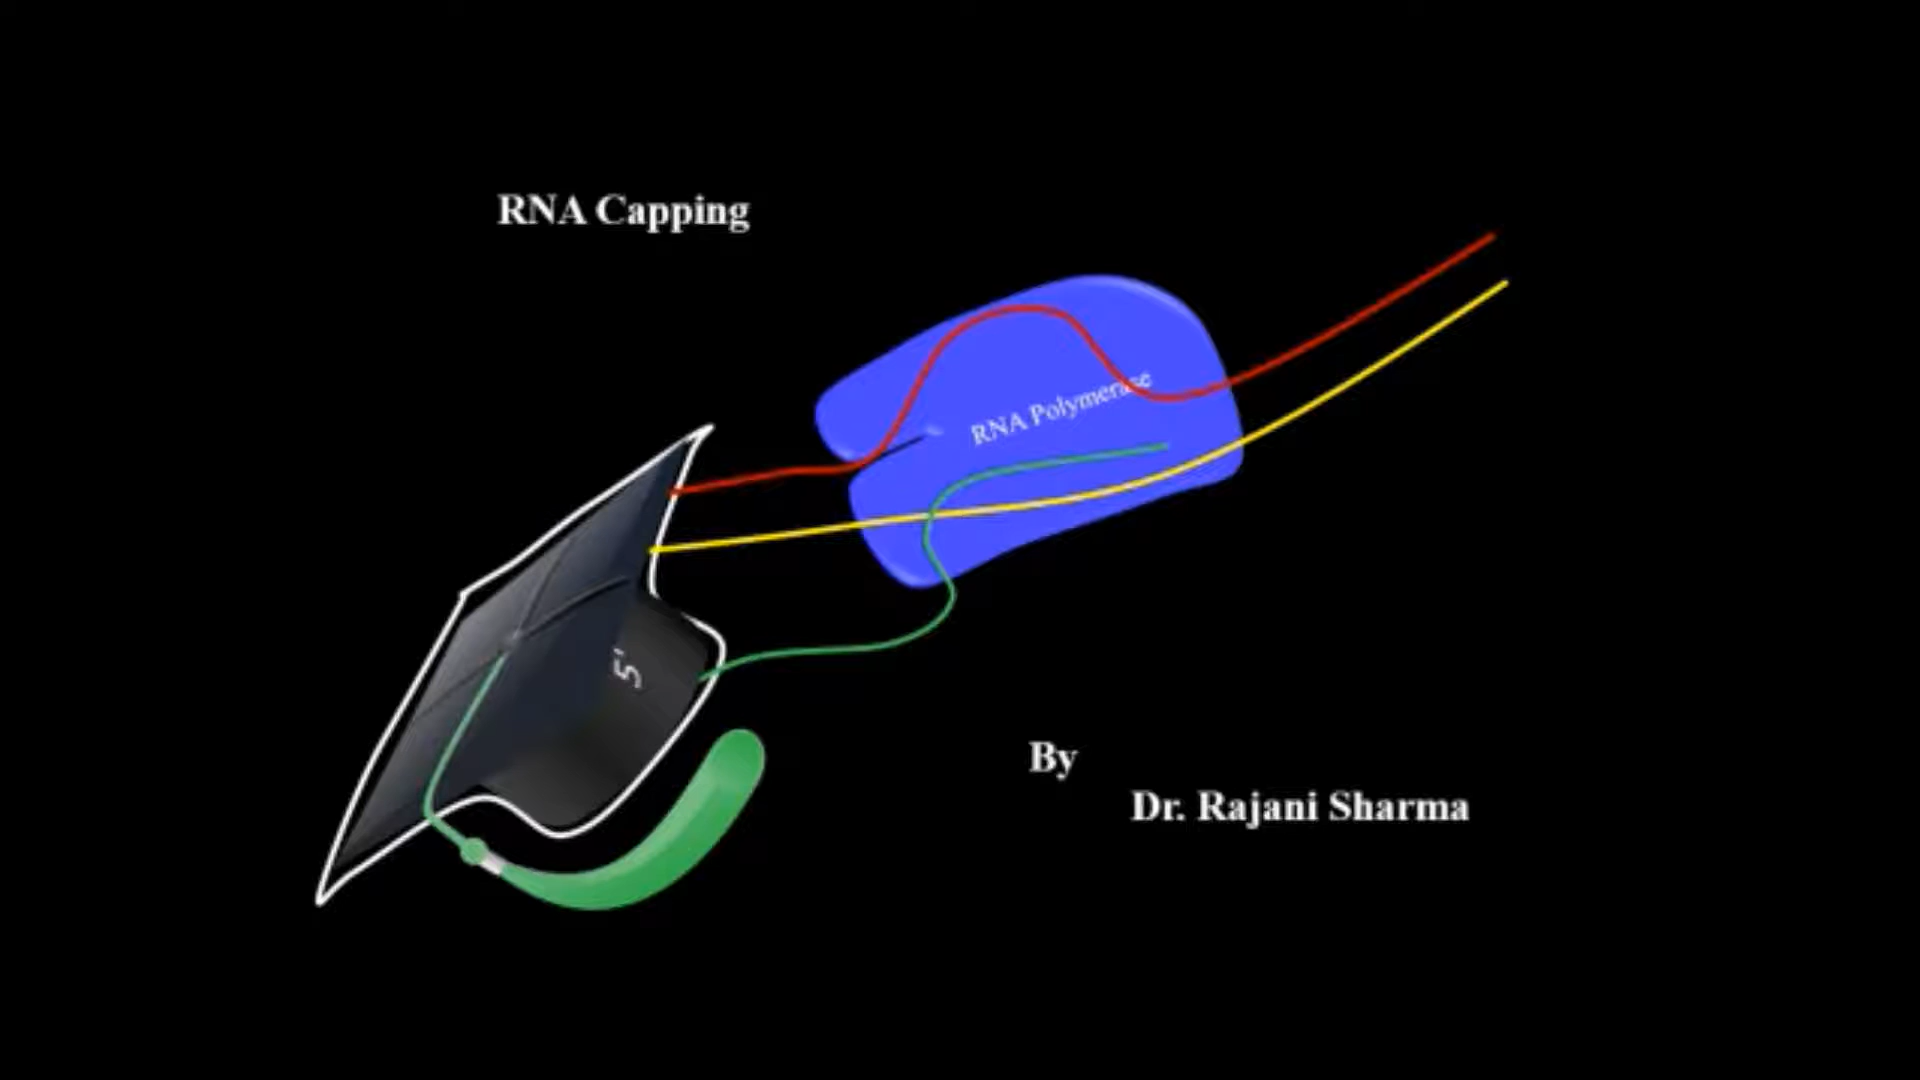 RNA Capping
RNA Polymerase
5'
By
Dr. Rajani Sharma